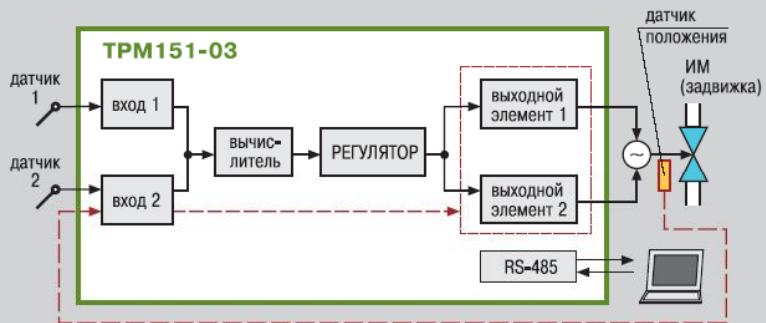 датчик
положения
ТРМ151-03
ИМ
(задвижка)
датчик
1
вход 1
выходной
элемент 1
вычис-
литель
РЕГУЛЯТОР
~
датчик
2
вход 2
выходной
элемент 2
RS-485